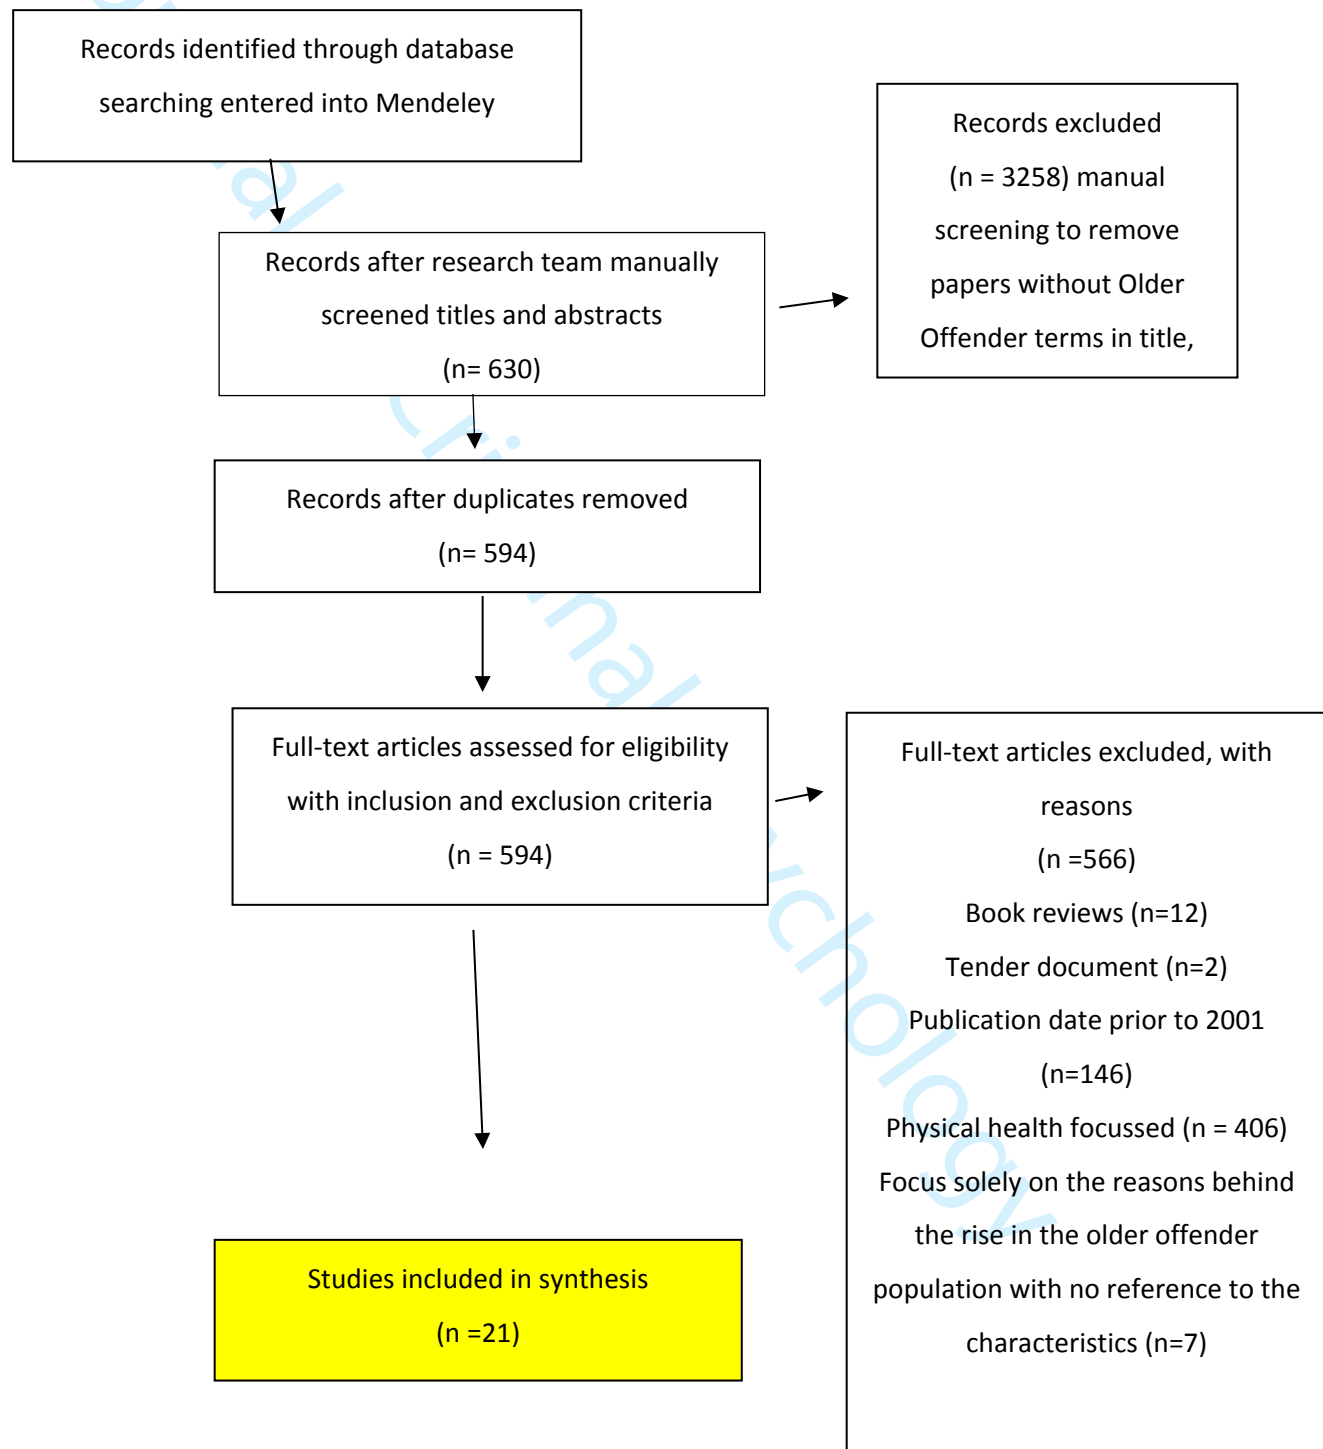 Records identified through database
searching entered into Mendeley
Records excluded
(n = 3258) manual
screening to remove
papers without Older
Offender terms in title,
Records after research team manually
screened titles and abstracts
(n= 630)
Records after duplicates removed
(n= 594)
Full-text articles assessed for eligibility
with inclusion and exclusion criteria
(n = 594)
Full-text articles excluded, with
reasons
(n =566)
Book reviews (n=12)
Tender document (n=2)
Publication date prior to 2001
(n=146)
Physical health focussed (n = 406)
Focus solely on the reasons behind
the rise in the older offender
population with no reference to the
characteristics (n=7)
Studies included in synthesis
(n =21)